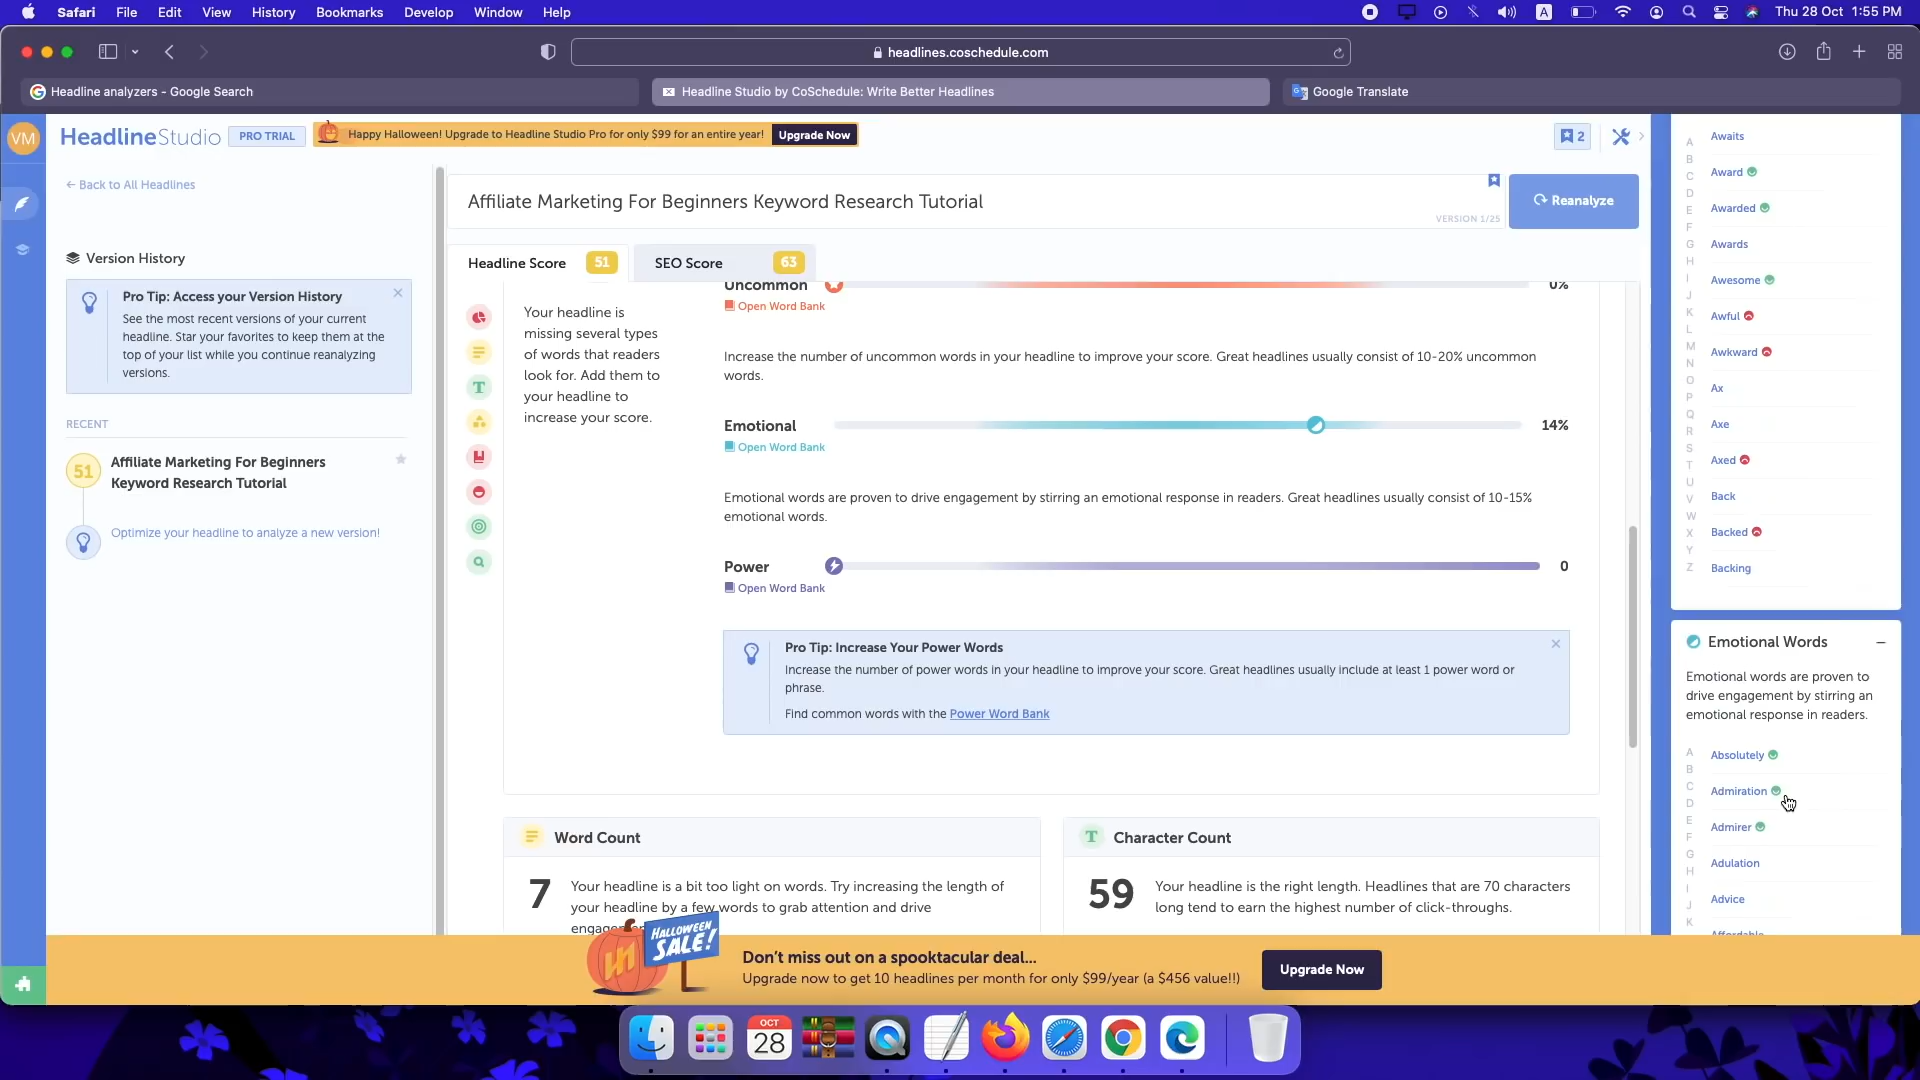 Safari File Edit View History Bookmarks Develop Window Help
A
Thu 28 Oct 1:55 PM
headlines.coschedule.com
Headline analyzers - Google Search
Headline Studio by CoSchedule: Write Better Headlines
Google Translate
VM
HeadlineStudio
PRO TRIAL
Happy Halloween! Upgrade to Headline Studio Pro for only $99 for an entire year!
Upgrade Now
2
← Back to All Headlines
Version History
Pro Tip: Access your Version History
See the most recent versions of your current
headline. Star your favorites to keep them at the
top of your list while you continue reanalyzing
versions.
RECENT
51
Affiliate Marketing For Beginners
Keyword Research Tutorial
Optimize your headline to analyze a new version!
Affiliate Marketing For Beginners Keyword Research Tutorial
VERSION 1/25
Reanalyze
Headline Score 51
SEO Score 63
Your headline is
missing several types
of words that readers
look for. Add them to
your headline to
increase your score.
Uncommon
0%
Open Word Bank
Increase the number of uncommon words in your headline to improve your score. Great headlines usually consist of 10-20% uncommon
words.
Emotional
14%
Open Word Bank
Emotional words are proven to drive engagement by stirring an emotional response in readers. Great headlines usually consist of 10-15%
emotional words.
Power
0
Open Word Bank
Pro Tip: Increase Your Power Words
Increase the number of power words in your headline to improve your score. Great headlines usually include at least 1 power word or
phrase.
Find common words with the Power Word Bank
T
Word Count
7
Your headline is a bit too light on words. Try increasing the length of
your headline by a few words to grab attention and drive
T Character Count
59
Your headline is the right length. Headlines that are 70 characters
long tend to earn the highest number of click-throughs.
A
B
C
D
E
F
G
H
I
J
K
L
M
N
O
P
Q
R
S
T
U
V
W
X
Y
Z
Awaits
Award
Awarded
Awards
Awesome
Awful
Awkward
Ax
Axe
Axed
Back
Backed
Backing
Emotional Words
Emotional words are proven to
drive engagement by stirring an
emotional response in readers.
A
B
C
D
E
F
G
H
I
J
K
Absolutely
Admiration
Admirer
Adulation
Advice
Affordable
HALLOWEEN
SALE!
Don't miss out on a spooktacular deal...
Upgrade now to get 10 headlines per month for only $99/year (a $456 value!!)
Upgrade Now
OCT
28